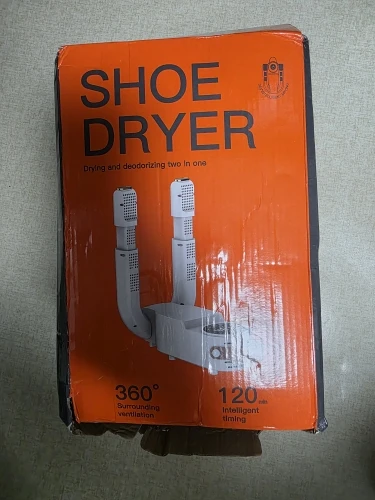 SHOE
DRYER
Drying and deodorizing two in one
360°
Surrounding
ventilation
120
Intelligent
timing